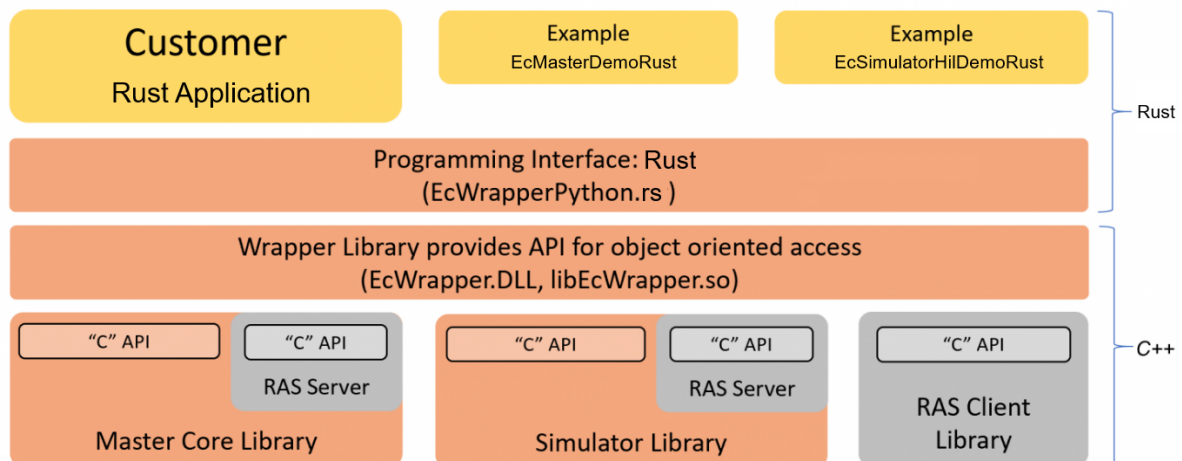 Customer
Rust Application
Example
EcMasterDemoRust
Example
EcSimulatorHilDemoRust
Rust
Programming Interface: Rust
(EcWrapperPython.rs )
Wrapper Library provides API for object oriented access
(EcWrapper.DLL, libEcWrapper.so)
“C” API
“C” API
RAS Server
Master Core Library
“C” API
“C” API
RAS Server
Simulator Library
“C” API
RAS Client
Library
C++